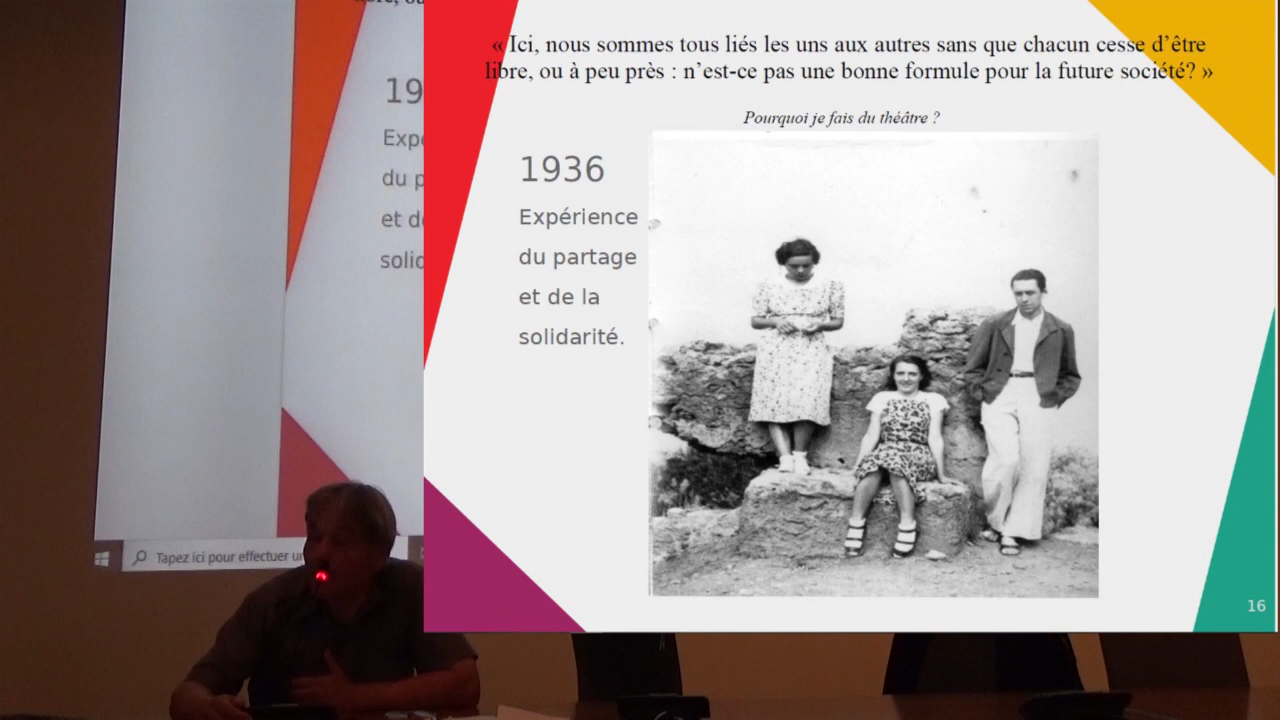 19
Expé
du p
et de
solid
Tapez ici pour effectuer un
« Ici, nous sommes tous liés les uns aux autres sans que chacun cesse d’être
libre, ou à peu près : n’est-ce pas une bonne formule pour la future société? »
Pourquoi je fais du théâtre ?
1936
Expérience
du partage
et de la
solidarité.
16